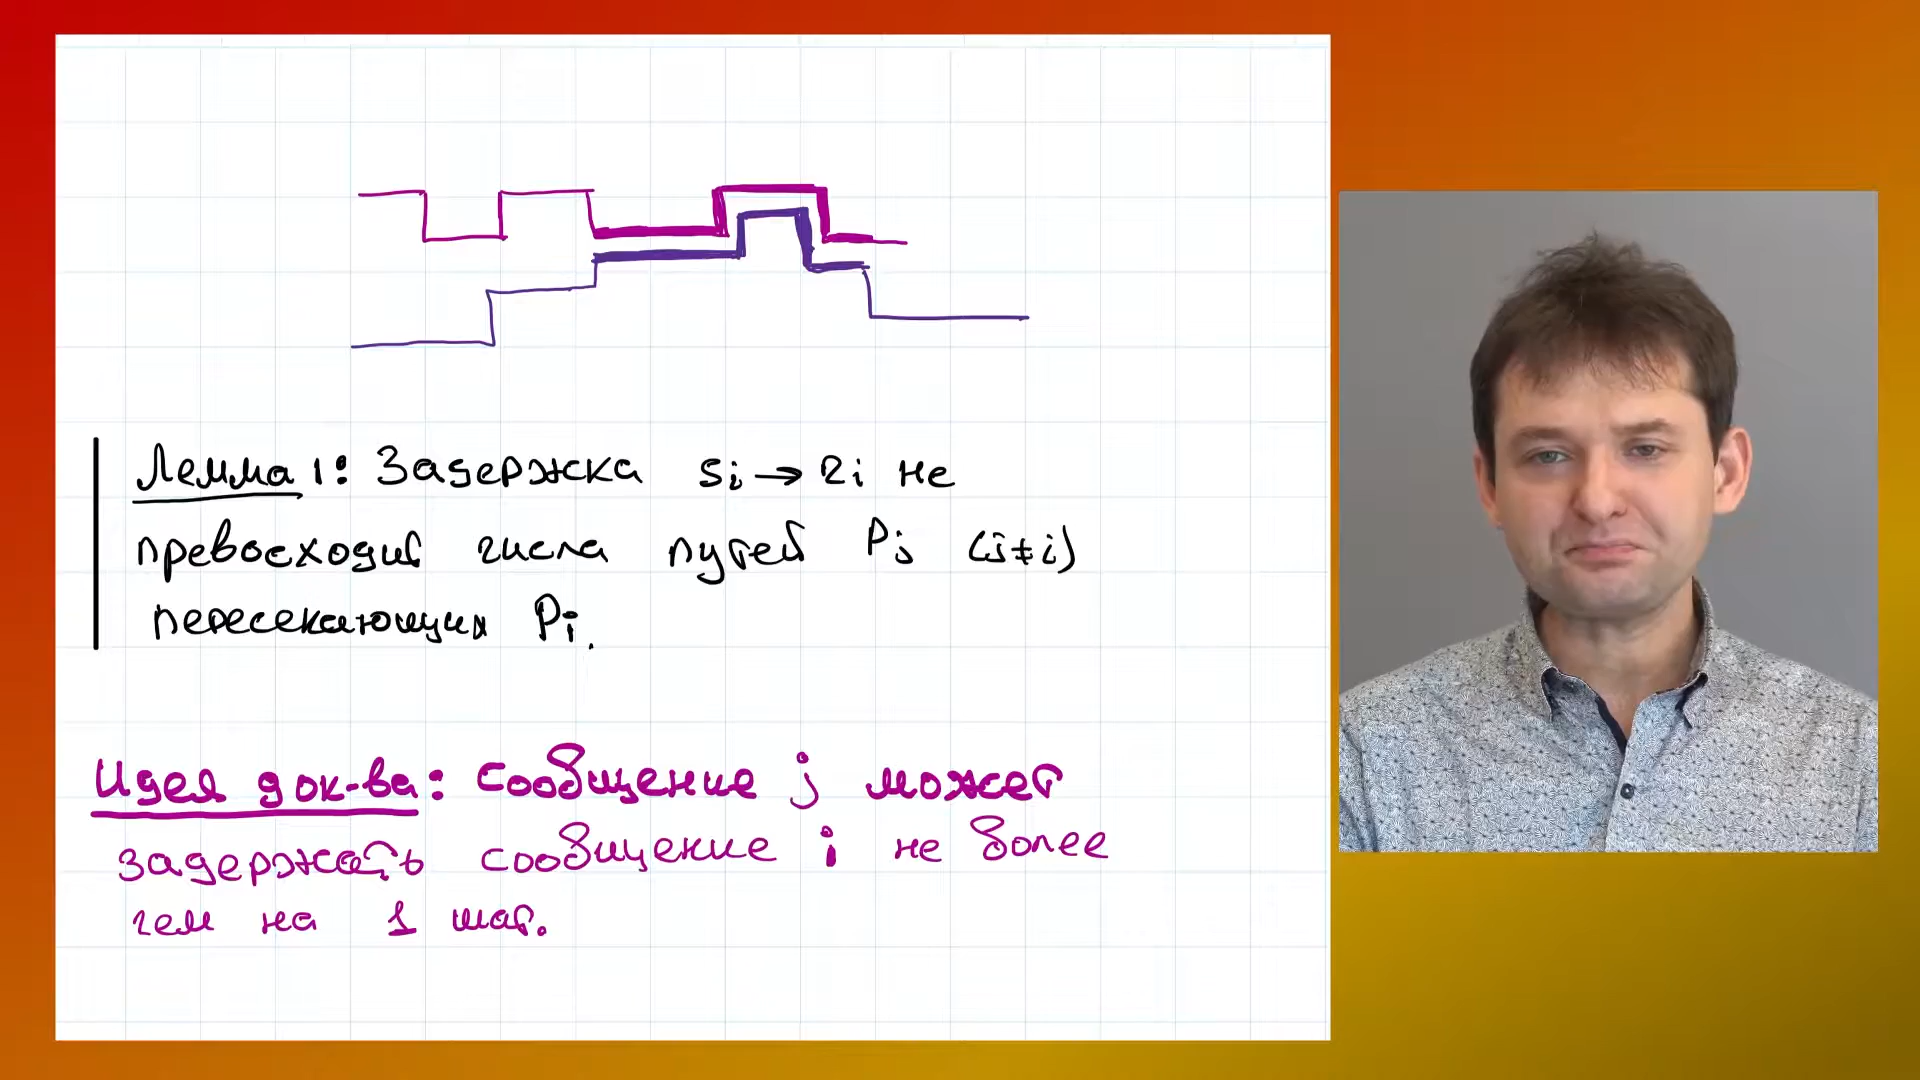 Лемма 1: Задержка si → ri не
превосходит числа путей Pj (j≠i)
пересекающих Pi.
Идея док-ва: сообщение j может
задержать сообщение i не более
чем на 1 шаг.